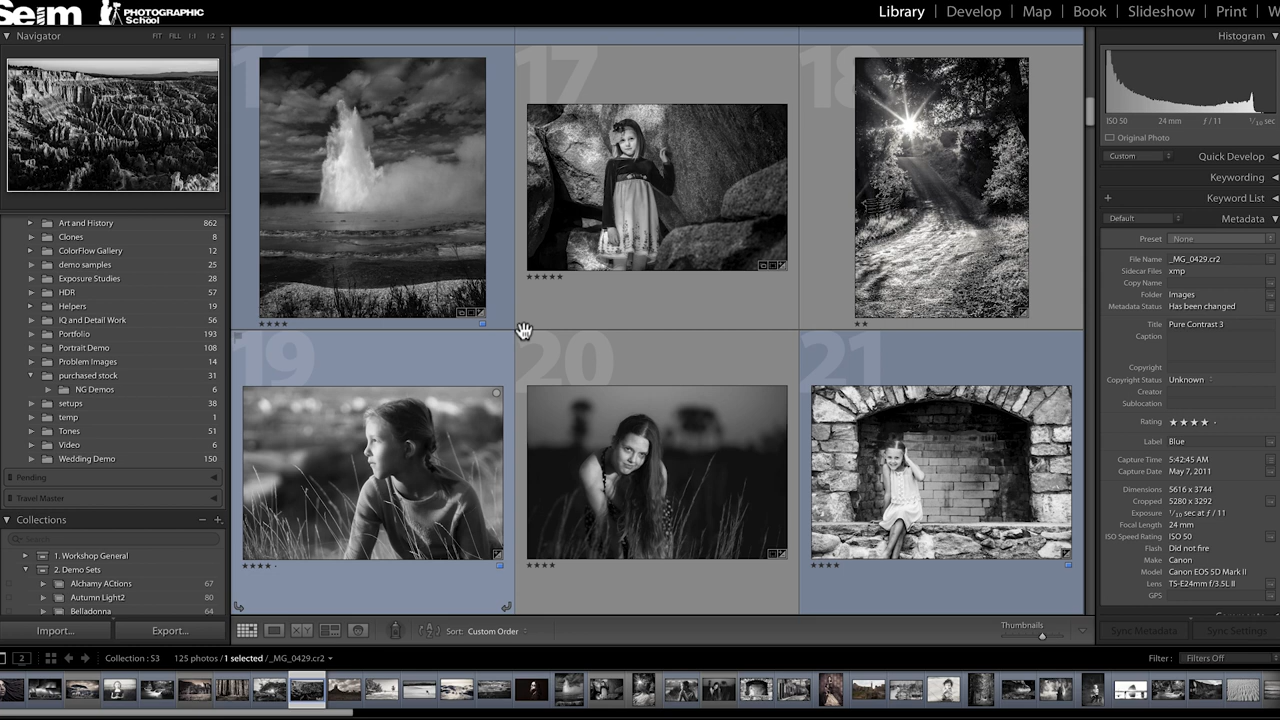 Seim PHOTOGRAPHIC School
Library | Develop | Map | Book | Slideshow | Print | W
Navigator FIT FILL 1:1 1:2
Art and History 862
Clones 8
ColorFlow Gallery 12
demo samples 25
Exposure Studies 28
HDR 57
Helpers 19
IQ and Detail Work 56
Portfolio 193
Portrait Demo 108
Problem Images 14
purchased stock 31
NG Demos 6
setups 38
temp 1
Tones 51
Video 6
Wedding Demo 150
Pending
Travel Master
Collections
Search
1. Workshop General
2. Demo Sets
Alchamy ACtions 67
Autumn Light2 80
Belladonna 64
Import... Export...
16 17 18
19 20 21
Sort: Custom Order
Thumbnails
Histogram
ISO 50 24 mm ƒ / 11 1/10 sec
Original Photo
Custom Quick Develop
Keywording
Keyword List
Default Metadata
Preset None
File Name _MG_0429.cr2
Sidecar Files xmp
Copy Name
Folder Images
Metadata Status Has been changed
Title Pure Contrast 3
Caption
Copyright
Copyright Status Unknown
Creator
Sublocation
Rating ★ ★ ★ ★ ·
Label Blue
Capture Time 5:42:45 AM
Capture Date May 7, 2011
Dimensions 5616 x 3744
Cropped 5280 x 3292
Exposure 1/10 sec at ƒ / 11
Focal Length 24 mm
ISO Speed Rating ISO 50
Flash Did not fire
Make Canon
Model Canon EOS 5D Mark II
Lens TS-E24mm f/3.5L II
GPS
Sync Metadata Sync Settings
2 Collection : S3 125 photos / 1 selected / _MG_0429.cr2 Filter : Filters Off